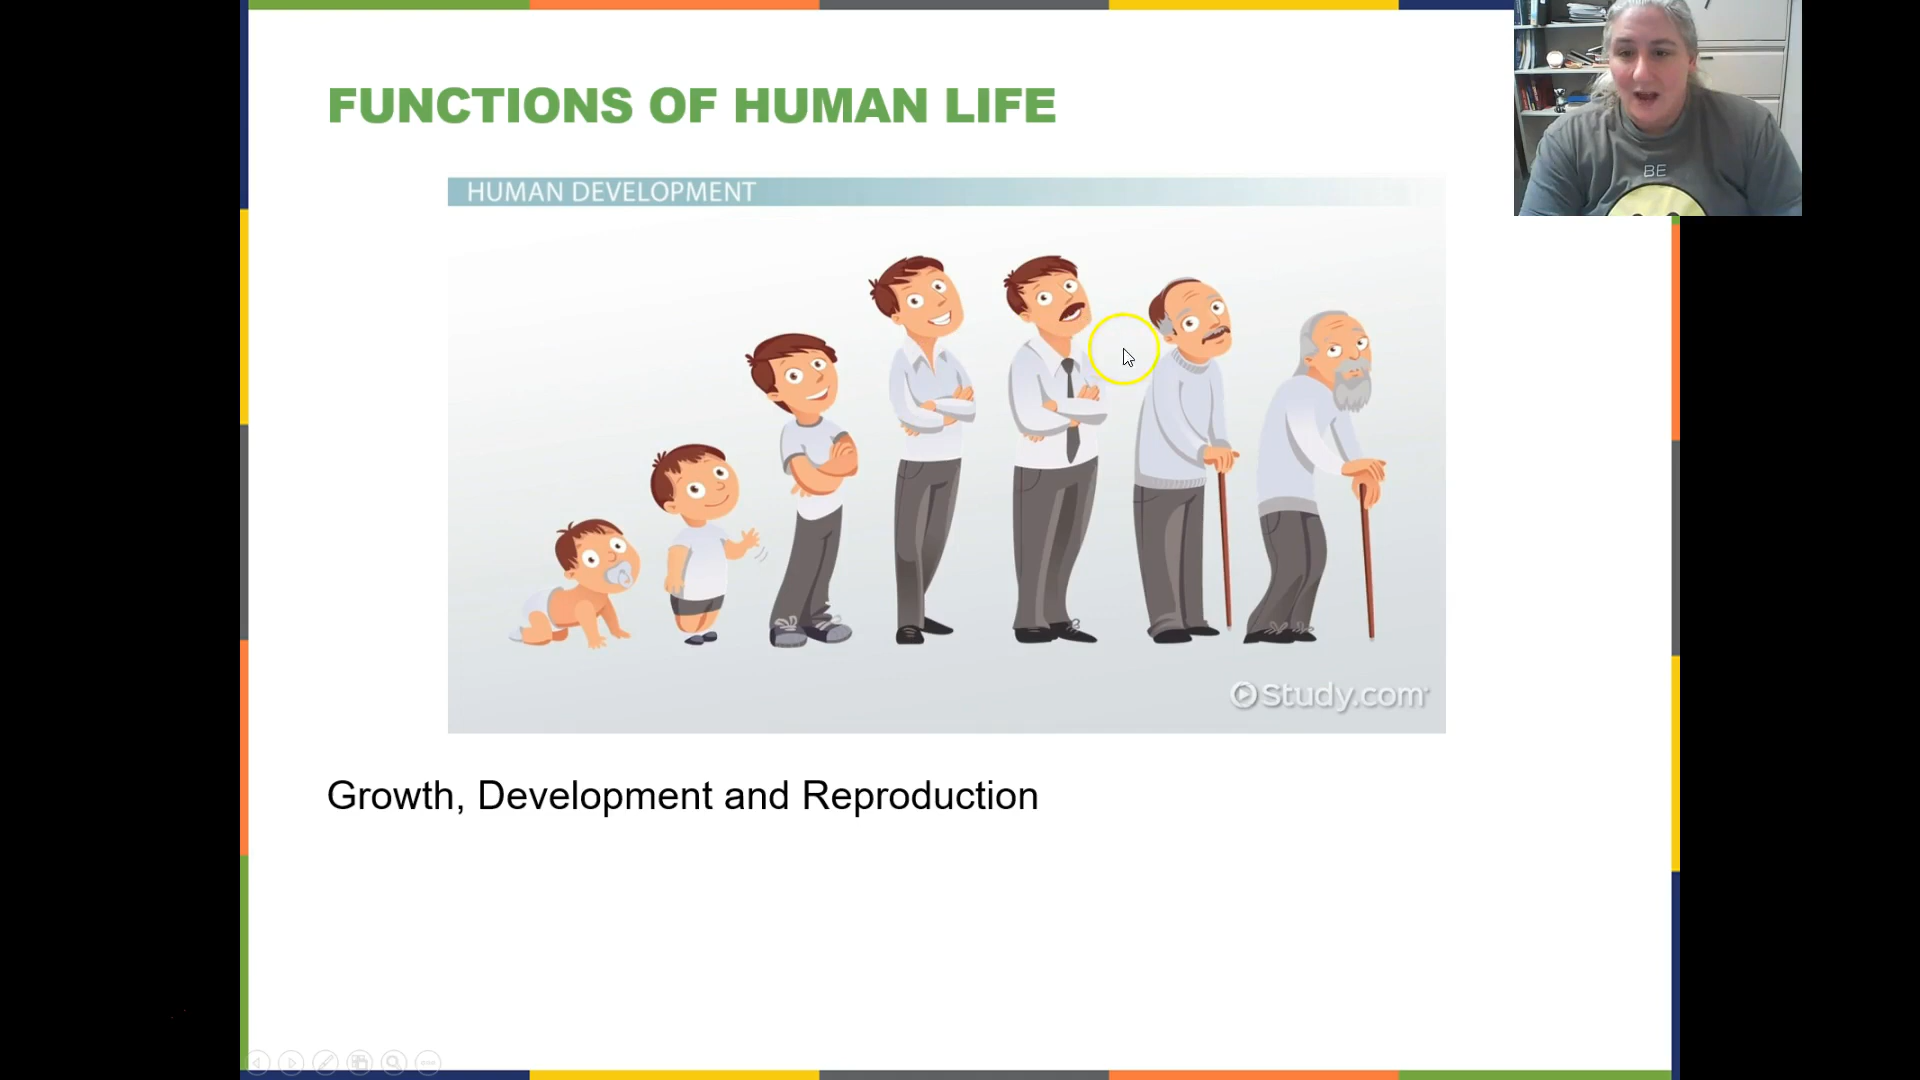 FUNCTIONS OF HUMAN LIFE
BE
HUMAN DEVELOPMENT
Study.com
Growth, Development and Reproduction